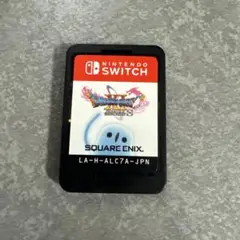 NINTENDO
SWITCH
SQUARE ENIX.
LA-H-ALC7A-JPN